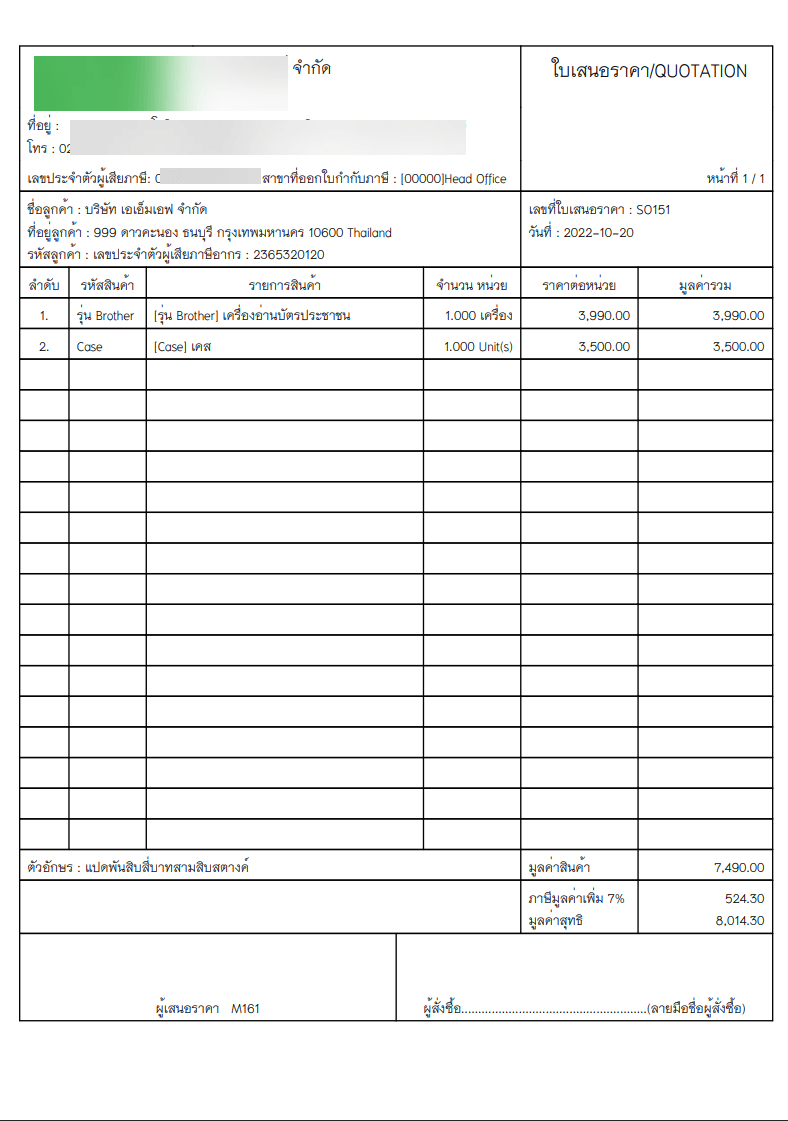 จำกัด
ใบเสนอราคา/QUOTATION
ที่อยู่ :
โทร : 02
เลขประจำตัวผู้เสียภาษี: 0 สาขาที่ออกใบกำกับภาษี : [00000]Head Office
หน้าที่ 1 / 1
ชื่อลูกค้า : บริษัท เอเอ็มเอฟ จำกัด
ที่อยู่ลูกค้า : 999 ดาวคะนอง ธนบุรี กรุงเทพมหานคร 10600 Thailand
รหัสลูกค้า : เลขประจำตัวผู้เสียภาษีอากร : 2365320120
เลขที่ใบเสนอราคา : SO151
วันที่ : 2022-10-20
ลำดับ รหัสสินค้า รายการสินค้า จำนวน หน่วย ราคาต่อหน่วย มูลค่ารวม
1. รุ่น Brother [รุ่น Brother] เครื่องอ่านบัตรประชาชน 1.000 เครื่อง 3,990.00 3,990.00
2. Case [Case] เคส 1.000 Unit(s) 3,500.00 3,500.00
ตัวอักษร : แปดพันสิบสี่บาทสามสิบสตางค์ มูลค่าสินค้า 7,490.00
ภาษีมูลค่าเพิ่ม 7% 524.30
มูลค่าสุทธิ 8,014.30
ผู้เสนอราคา M161
ผู้สั่งซื้อ.......................................................(ลายมือชื่อผู้สั่งซื้อ)